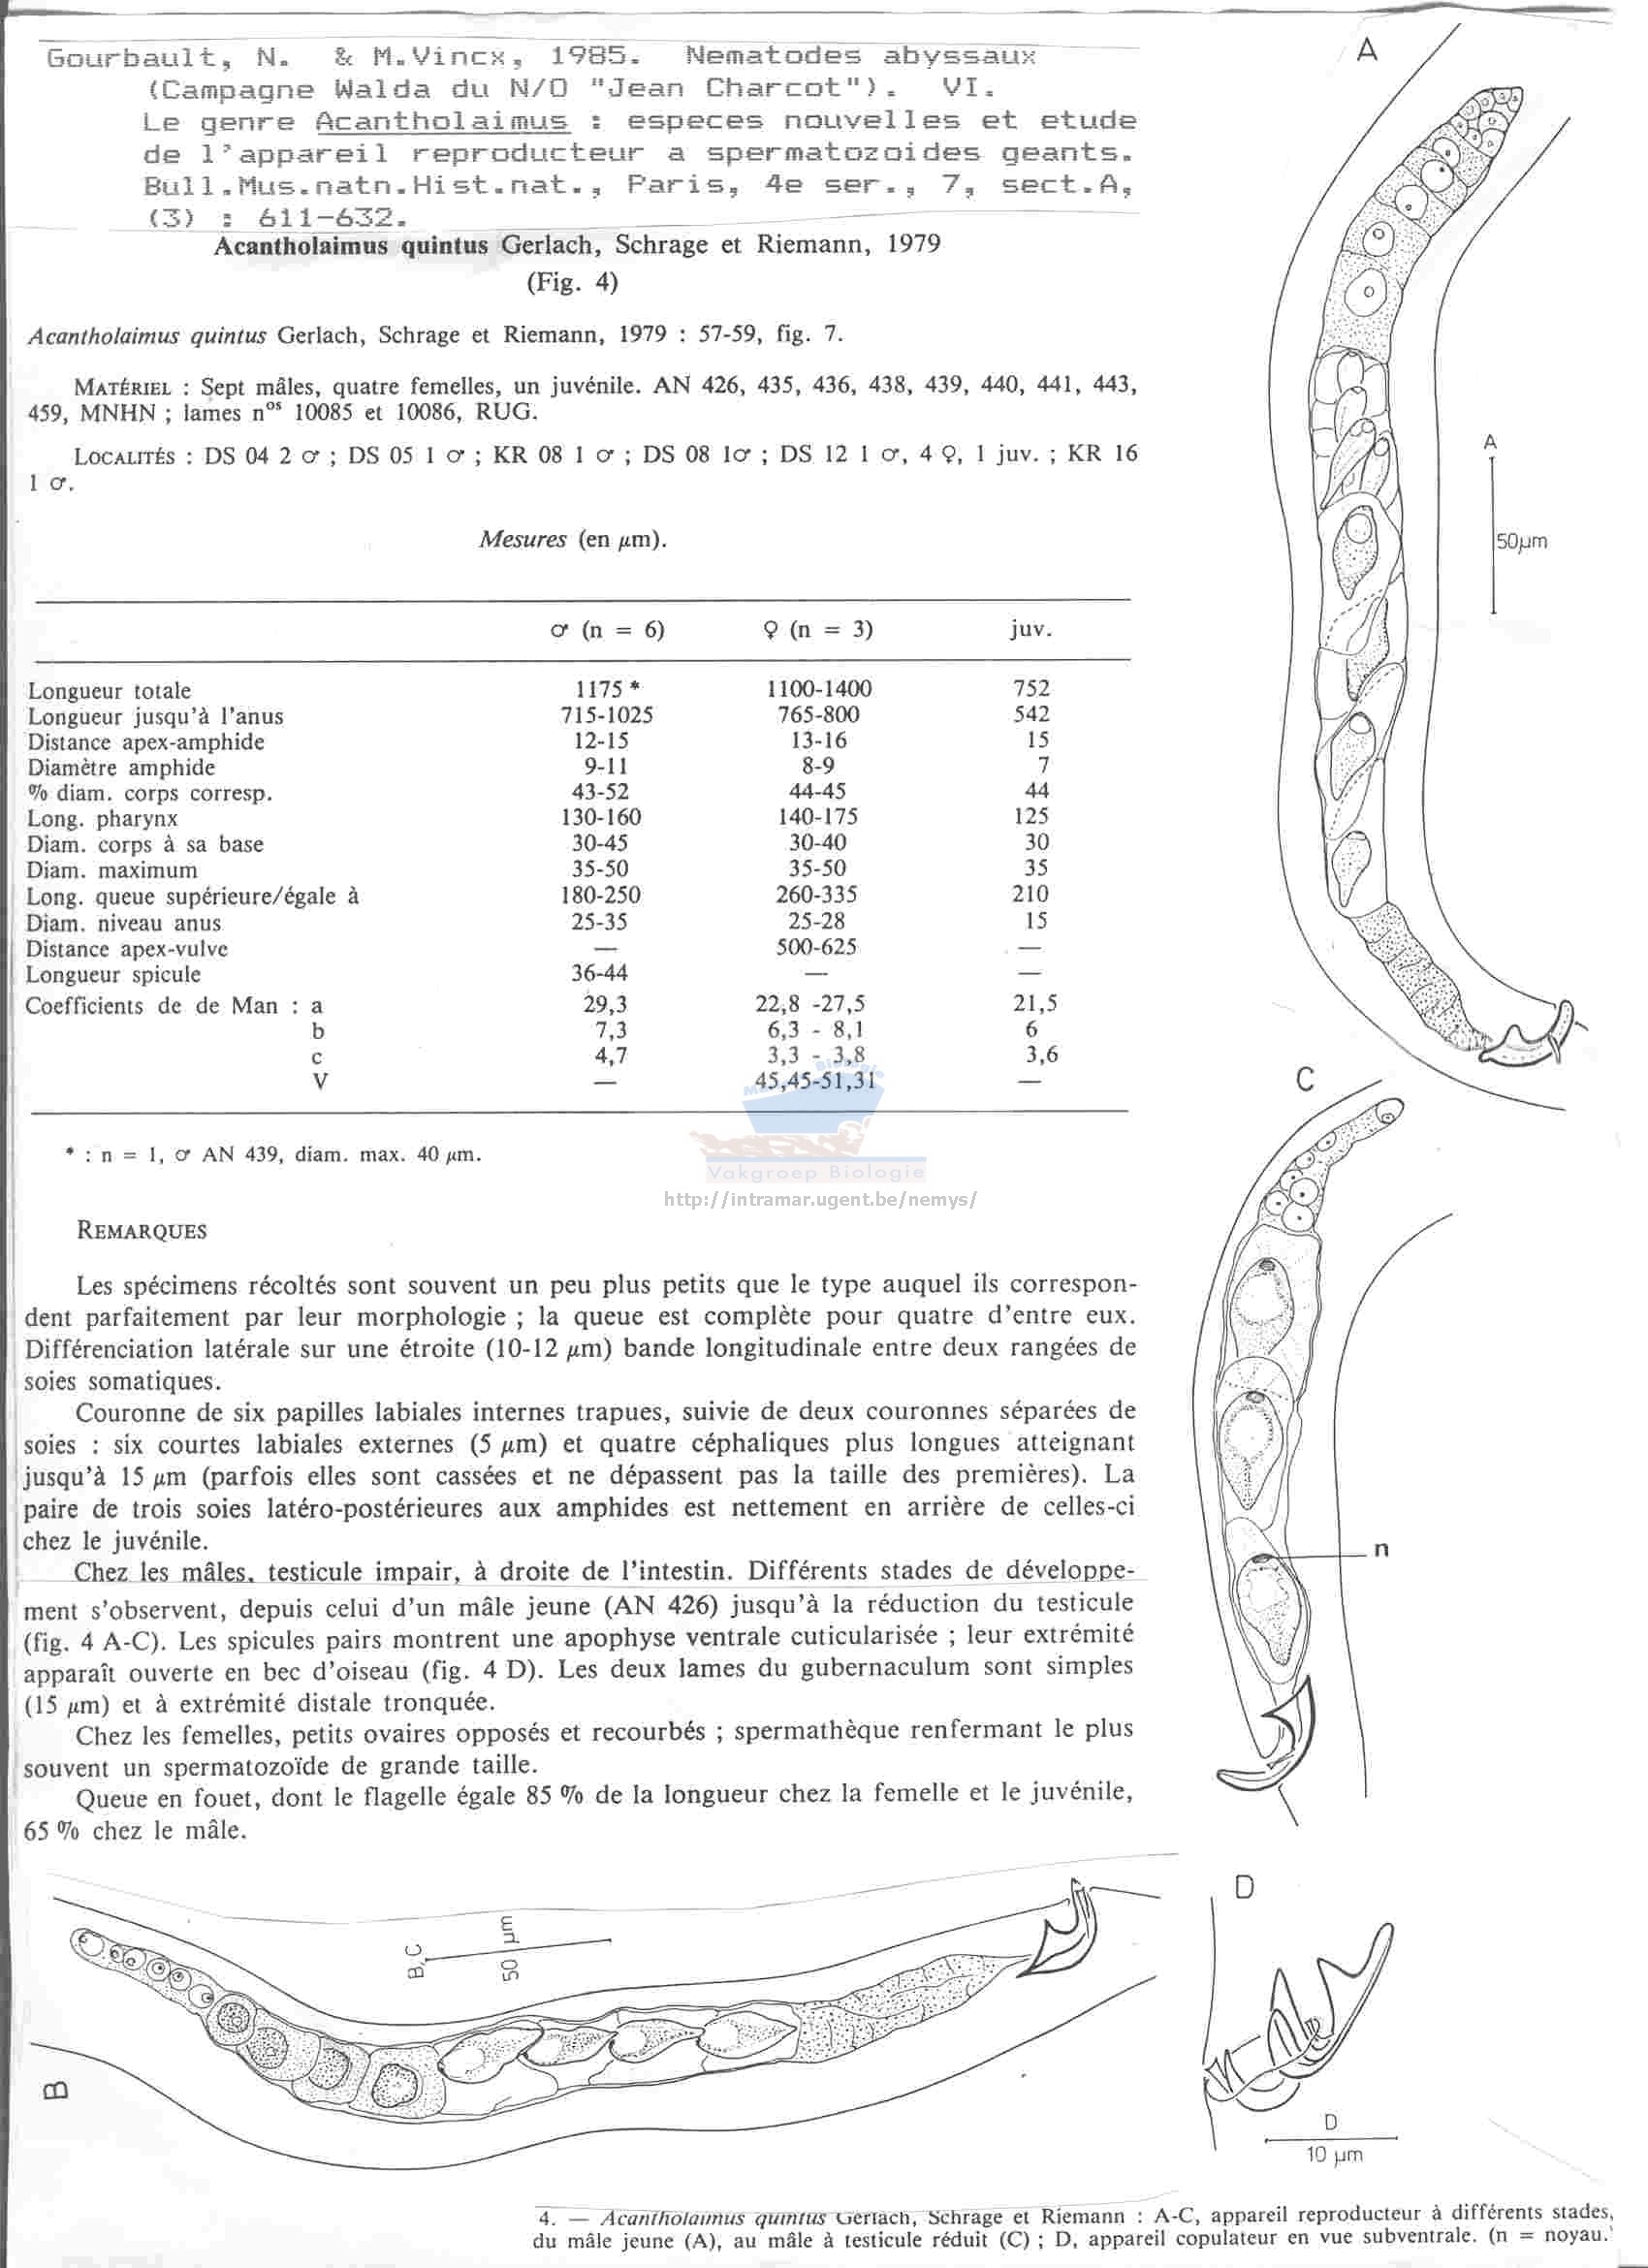 Gourbault, N. & M.Vincx, 1985. Nematodes abyssaux
(Campagne Walda du N/O "Jean Charcot"). VI.
Le genre Acantholaimus : especes nouvelles et etude
de l'appareil reproducteur a spermatozoides geants.
Bull.Mus.natn.Hist.nat., Paris, 4e ser., 7, sect.A,
(3) : 611-632.
Acantholaimus quintus Gerlach, Schrage et Riemann, 1979
(Fig. 4)
Acantholaimus quintus Gerlach, Schrage et Riemann, 1979 : 57-59, fig. 7.
MATÉRIEL : Sept mâles, quatre femelles, un juvénile. AN 426, 435, 436, 438, 439, 440, 441, 443,
459, MNHN ; lames nos 10085 et 10086, RUG.
LOCALITÉS : DS 04 2 ♂ ; DS 05 1 ♂ ; KR 08 1 ♂ ; DS 08 1♂ ; DS 12 1 ♂, 4 ♀, 1 juv. ; KR 16
1 ♂.
Mesures (en μm).
♂ (n = 6) ♀ (n = 3) juv.
Longueur totale 1175 * 1100-1400 752
Longueur jusqu'à l'anus 715-1025 765-800 542
Distance apex-amphide 12-15 13-16 15
Diamètre amphide 9-11 8-9 7
% diam. corps corresp. 43-52 44-45 44
Long. pharynx 130-160 140-175 125
Diam. corps à sa base 30-45 30-40 30
Diam. maximum 35-50 35-50 35
Long. queue supérieure/égale à 180-250 260-335 210
Diam. niveau anus 25-35 25-28 15
Distance apex-vulve — 500-625 —
Longueur spicule 36-44 — —
Coefficients de de Man : a 29,3 22,8 -27,5 21,5
b 7,3 6,3 - 8,1 6
c 4,7 3,3 - 3,8 3,6
V — 45,45-51,31 —
* : n = 1, ♂ AN 439, diam. max. 40 μm.
Vakgroep Biologie
http://intramar.ugent.be/nemys/
REMARQUES
Les spécimens récoltés sont souvent un peu plus petits que le type auquel ils correspon-
dent parfaitement par leur morphologie ; la queue est complète pour quatre d'entre eux.
Différenciation latérale sur une étroite (10-12 μm) bande longitudinale entre deux rangées de
soies somatiques.
Couronne de six papilles labiales internes trapues, suivie de deux couronnes séparées de
soies : six courtes labiales externes (5 μm) et quatre céphaliques plus longues atteignant
jusqu'à 15 μm (parfois elles sont cassées et ne dépassent pas la taille des premières). La
paire de trois soies latéro-postérieures aux amphides est nettement en arrière de celles-ci
chez le juvénile.
Chez les mâles, testicule impair, à droite de l'intestin. Différents stades de développe-
ment s'observent, depuis celui d'un mâle jeune (AN 426) jusqu'à la réduction du testicule
(fig. 4 A-C). Les spicules pairs montrent une apophyse ventrale cuticularisée ; leur extrémité
apparaît ouverte en bec d'oiseau (fig. 4 D). Les deux lames du gubernaculum sont simples
(15 μm) et à extrémité distale tronquée.
Chez les femelles, petits ovaires opposés et recourbés ; spermathèque renfermant le plus
souvent un spermatozoïde de grande taille.
Queue en fouet, dont le flagelle égale 85 % de la longueur chez la femelle et le juvénile,
65 % chez le mâle.
A
A
50μm
C
n
B,C
50 μm
B
D
D
10 μm
4. — Acantholaimus quintus Gerlach, Schrage et Riemann : A-C, appareil reproducteur à différents stades,
du mâle jeune (A), au mâle à testicule réduit (C) ; D, appareil copulateur en vue subventrale. (n = noyau.